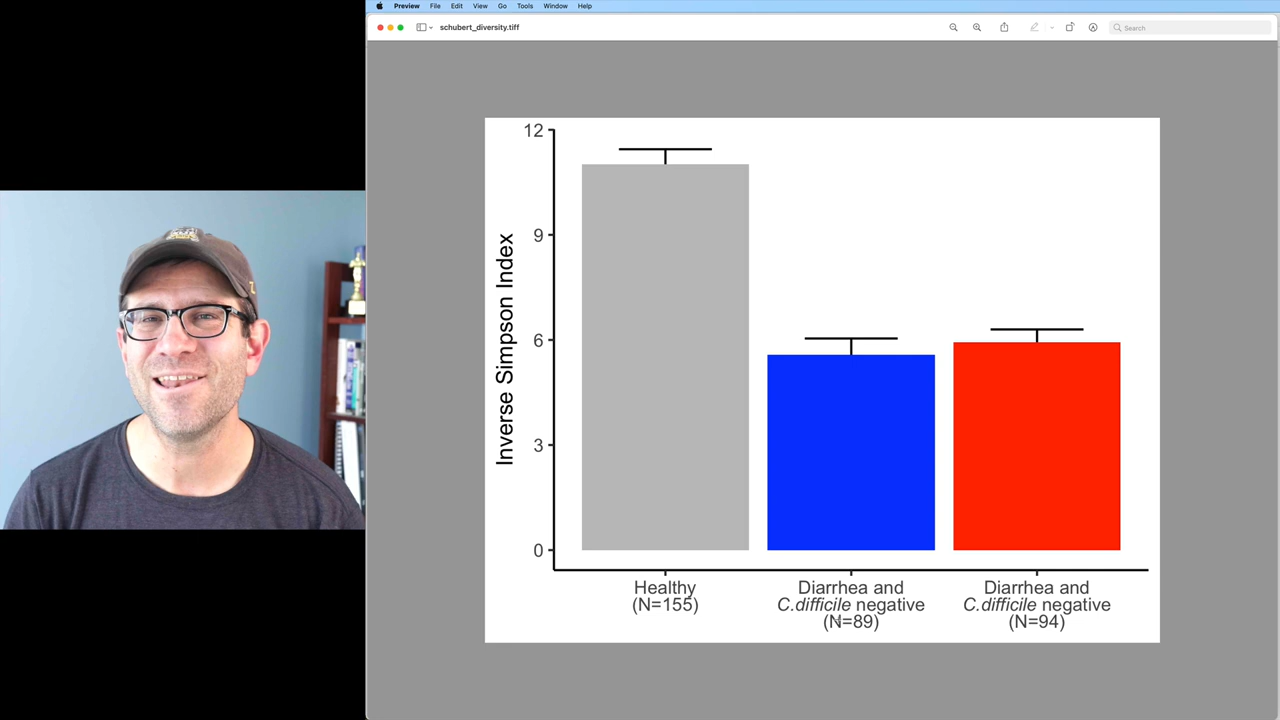 Preview File Edit View Go Tools Window Help
schubert_diversity.tiff
Search
12
9
6
3
0
Inverse Simpson Index
Healthy
(N=155)
Diarrhea and
C.difficile negative
(N=89)
Diarrhea and
C.difficile negative
(N=94)